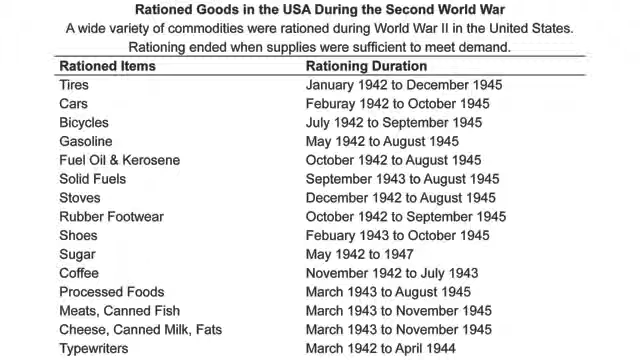 Rationed Goods in the USA During the Second World War
A wide variety of commodities were rationed during World War II in the United States.
Rationing ended when supplies were sufficient to meet demand.
Rationed Items Rationing Duration
Tires January 1942 to December 1945
Cars Feburay 1942 to October 1945
Bicycles July 1942 to September 1945
Gasoline May 1942 to August 1945
Fuel Oil & Kerosene October 1942 to August 1945
Solid Fuels September 1943 to August 1945
Stoves December 1942 to August 1945
Rubber Footwear October 1942 to September 1945
Shoes Febuary 1943 to October 1945
Sugar May 1942 to 1947
Coffee November 1942 to July 1943
Processed Foods March 1943 to August 1945
Meats, Canned Fish March 1943 to November 1945
Cheese, Canned Milk, Fats March 1943 to November 1945
Typewriters March 1942 to April 1944